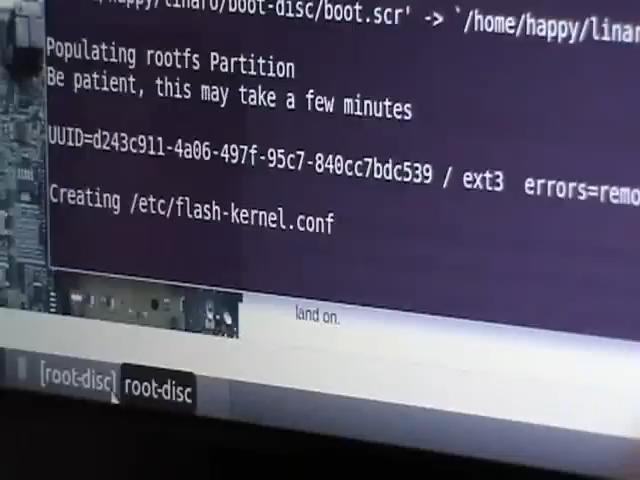 /happy/linaro/boot-disc/boot.scr' -> `/home/happy/linar
Populating rootfs Partition
Be patient, this may take a few minutes
UUID=d243c911-4a06-497f-95c7-840cc7bdc539 / ext3 errors=remo
Creating /etc/flash-kernel.conf
land on.
[root-disc] root-disc